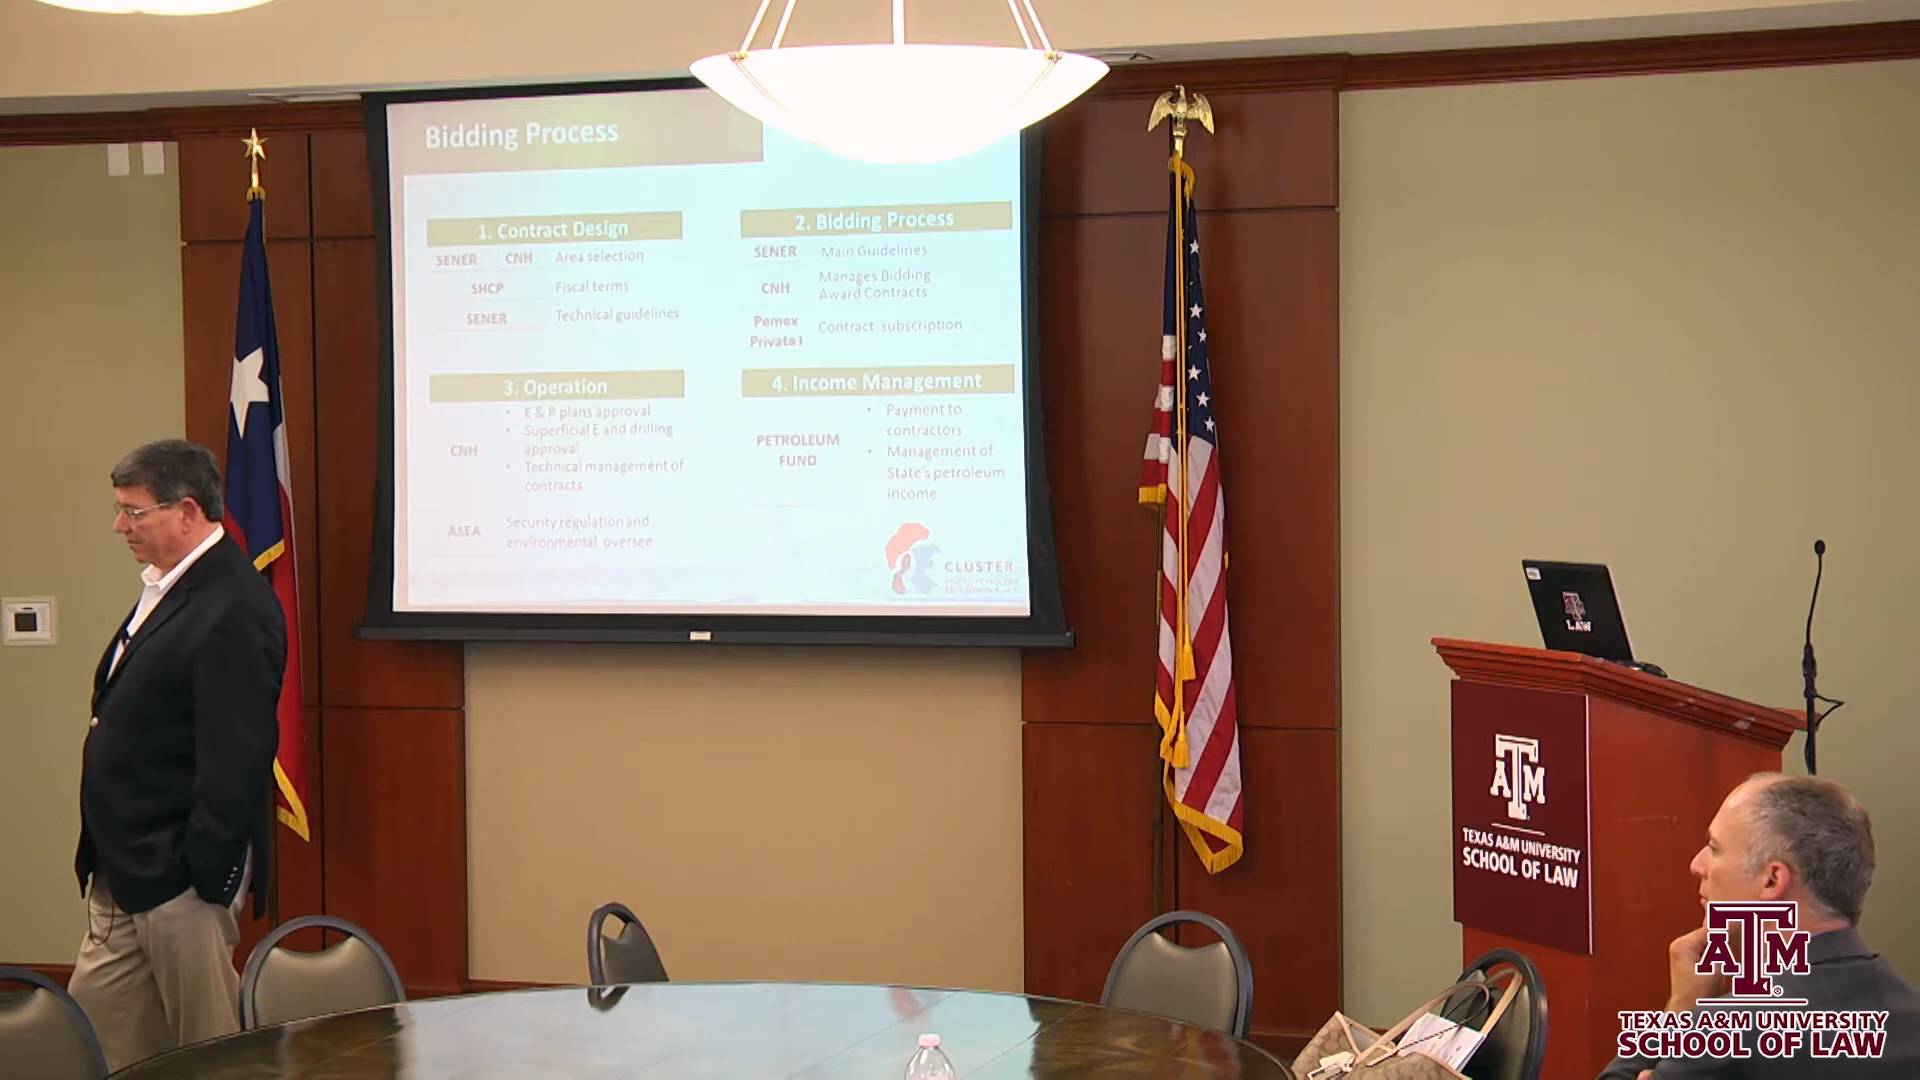 Bidding Process
1. Contract Design
SENER CNH Area selection
SHCP Fiscal terms
SENER Technical guidelines
2. Bidding Process
SENER Main Guidelines
CNH Manages Bidding
Award Contracts
Pemex
Private I
Contract subscription
3. Operation
CNH
• E & P plans approval
• Superficial E and drilling
approval
• Technical management of
contracts
ASEA
Security regulation and
environmental oversee
4. Income Management
PETROLEUM
FUND
• Payment to
contractors
• Management of
State's petroleum
income
CLUSTER
ATM
LAW
ATM
TEXAS A&M UNIVERSITY
SCHOOL OF LAW
ATM
TEXAS A&M UNIVERSITY
SCHOOL OF LAW